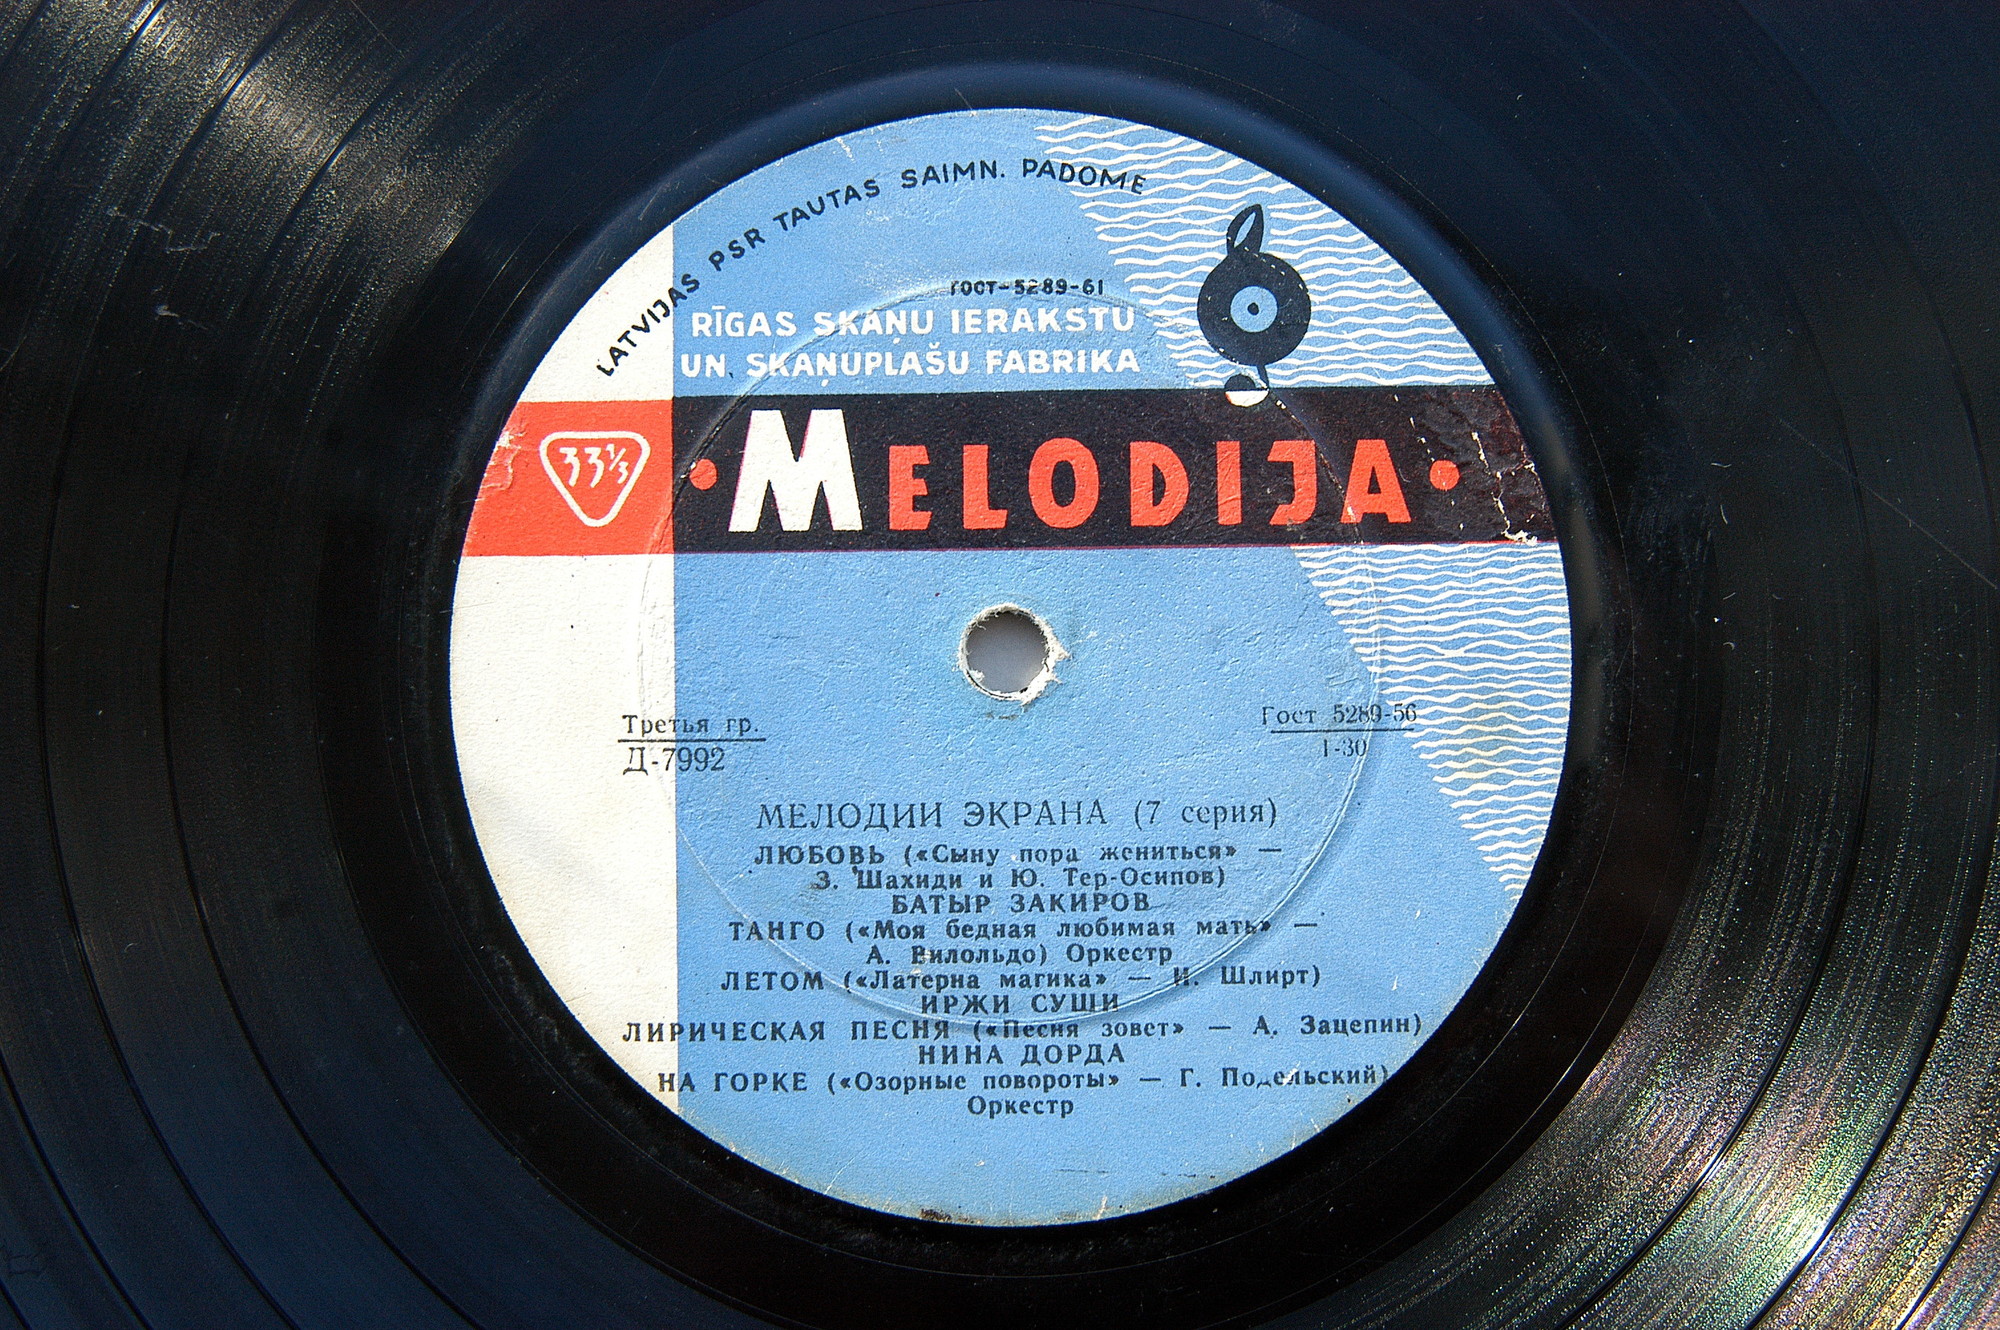 LATVIJAS PSR TAUTAS SAIMN. PADOME
ГОСТ-5289-61
RĪGAS SKAŅU IERAKSTU
UN SKAŅUPLAŠU FABRIKA
33⅓
• MELODIJA •
Третья гр.
Д-7992
Гост 5289-56
1-30
МЕЛОДИИ ЭКРАНА (7 серия)
ЛЮБОВЬ («Сыну пора жениться» —
З. Шахиди и Ю. Тер-Осипов)
БАТЫР ЗАКИРОВ
ТАНГО («Моя бедная любимая мать» —
А. Вилольдо) Оркестр
ЛЕТОМ («Латерна магика» — И. Шлирт)
ИРЖИ СУШИ
ЛИРИЧЕСКАЯ ПЕСНЯ («Песня зовет» — А. Зацепин)
НИНА ДОРДА
НА ГОРКЕ («Озорные повороты» — Г. Подельский)
Оркестр